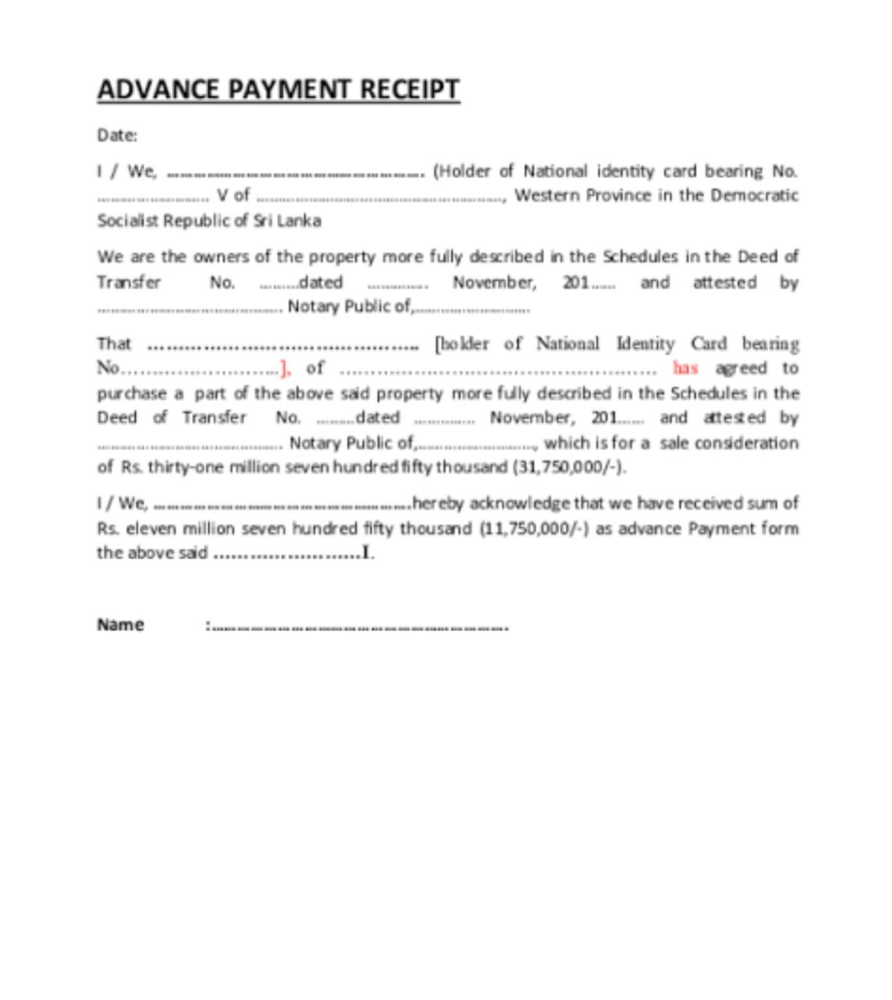 ADVANCE PAYMENT RECEIPT
Date:
I / We, ………………………………………………. (Holder of National identity card bearing No.
…………………….. V of …………………………………………………, Western Province in the Democratic
Socialist Republic of Sri Lanka
We are the owners of the property more fully described in the Schedules in the Deed of
Transfer No. ………dated ………….. November, 201…… and attested by
……………………………………. Notary Public of,………………………
That …………………………………………….. [holder of National Identity Card bearing
No…………………………], of …………………………………………………… has agreed to
purchase a part of the above said property more fully described in the Schedules in the
Deed of Transfer No. ………dated ………….. November, 201…… and attested by
……………………………………. Notary Public of,………………………, which is for a sale consideration
of Rs. thirty-one million seven hundred fifty thousand (31,750,000/-).
I / We, ……………………………………………….hereby acknowledge that we have received sum of
Rs. eleven million seven hundred fifty thousand (11,750,000/-) as advance Payment form
the above said ………………………I.
Name :……………………………………………………….